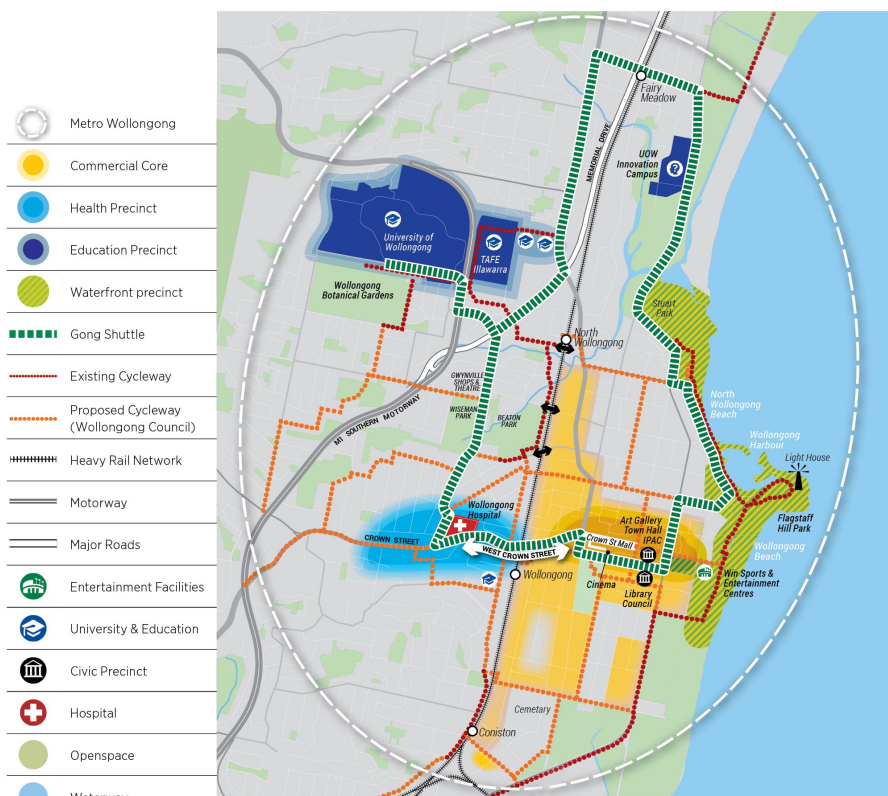 Metro Wollongong
Commercial Core
Health Precinct
Education Precinct
Waterfront precinct
Gong Shuttle
Existing Cycleway
Proposed Cycleway
(Wollongong Council)
Heavy Rail Network
Motorway
Major Roads
Entertainment Facilities
University & Education
Civic Precinct
Hospital
Openspace
Waterway
Fairy
Meadow
MEMORIAL DRIVE
UOW
Innovation
Campus
University of
Wollongong
TAFE
Illawarra
Wollongong
Botanical Gardens
Stuart
Park
North
Wollongong
GWYNVILLE
SHOPS &
THEATRE
WISEMAN
PARK
BEATON
PARK
M1 SOUTHERN MOTORWAY
North
Wollongong
Beach
Wollongong
Harbour
Light House
Flagstaff
Hill Park
Wollongong
Hospital
Art Gallery
Town Hall
IPAC
CROWN STREET
WEST CROWN STREET
Crown St Mall
Wollongong
Beach
Wollongong
Cinema
Library
Council
Win Sports &
Entertainment
Centres
Cemetary
Coniston